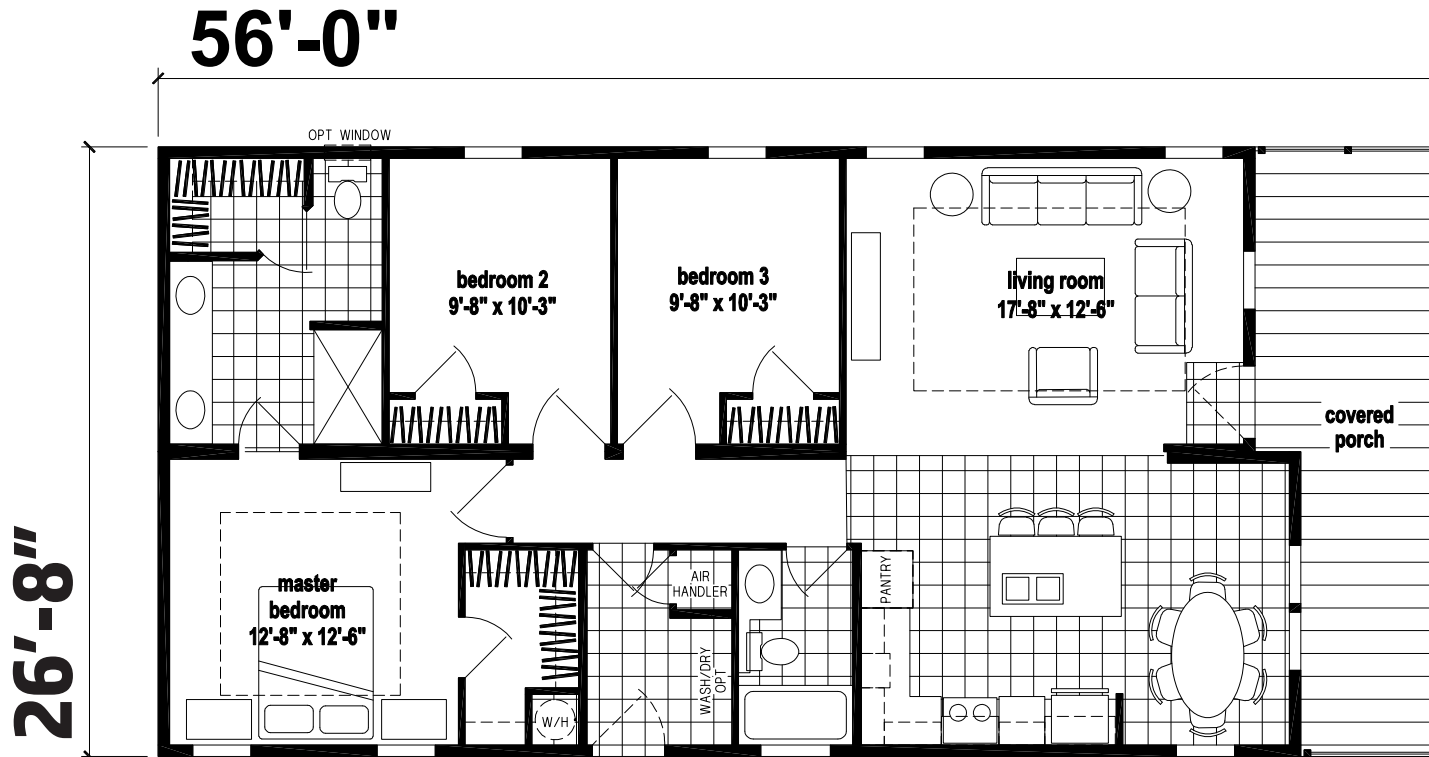 56'-0"
OPT WINDOW
bedroom 2
9'-8" x 10'-3"
bedroom 3
9'-8" x 10'-3"
living room
17'-8" x 12'-6"
covered
porch
26'-8"
master
bedroom
12'-8" x 12'-6"
AIR
HANDLER
PANTRY
WASH/DRY
OPT
W/H